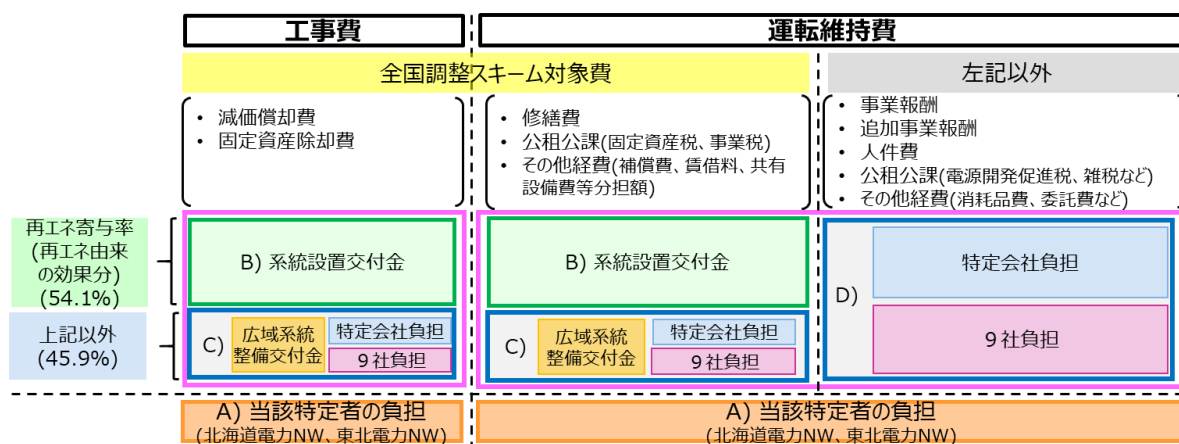 工事費
運転維持費
全国調整スキーム対象費
左記以外
• 減価償却費
• 固定資産除却費
• 修繕費
• 公租公課(固定資産税、事業税)
• その他経費(補償費、賃借料、共有
設備費等分担額)
• 事業報酬
• 追加事業報酬
• 人件費
• 公租公課(電源開発促進税、雑税など)
• その他経費(消耗品費、委託費など)
再エネ寄与率
(再エネ由来
の効果分)
(54.1%)
B) 系統設置交付金
B) 系統設置交付金
D)
特定会社負担
9社負担
上記以外
(45.9%)
C)
広域系統
整備交付金
特定会社負担
9社負担
C)
広域系統
整備交付金
特定会社負担
9社負担
A) 当該特定者の負担
(北海道電力NW、東北電力NW)
A) 当該特定者の負担
(北海道電力NW、東北電力NW)